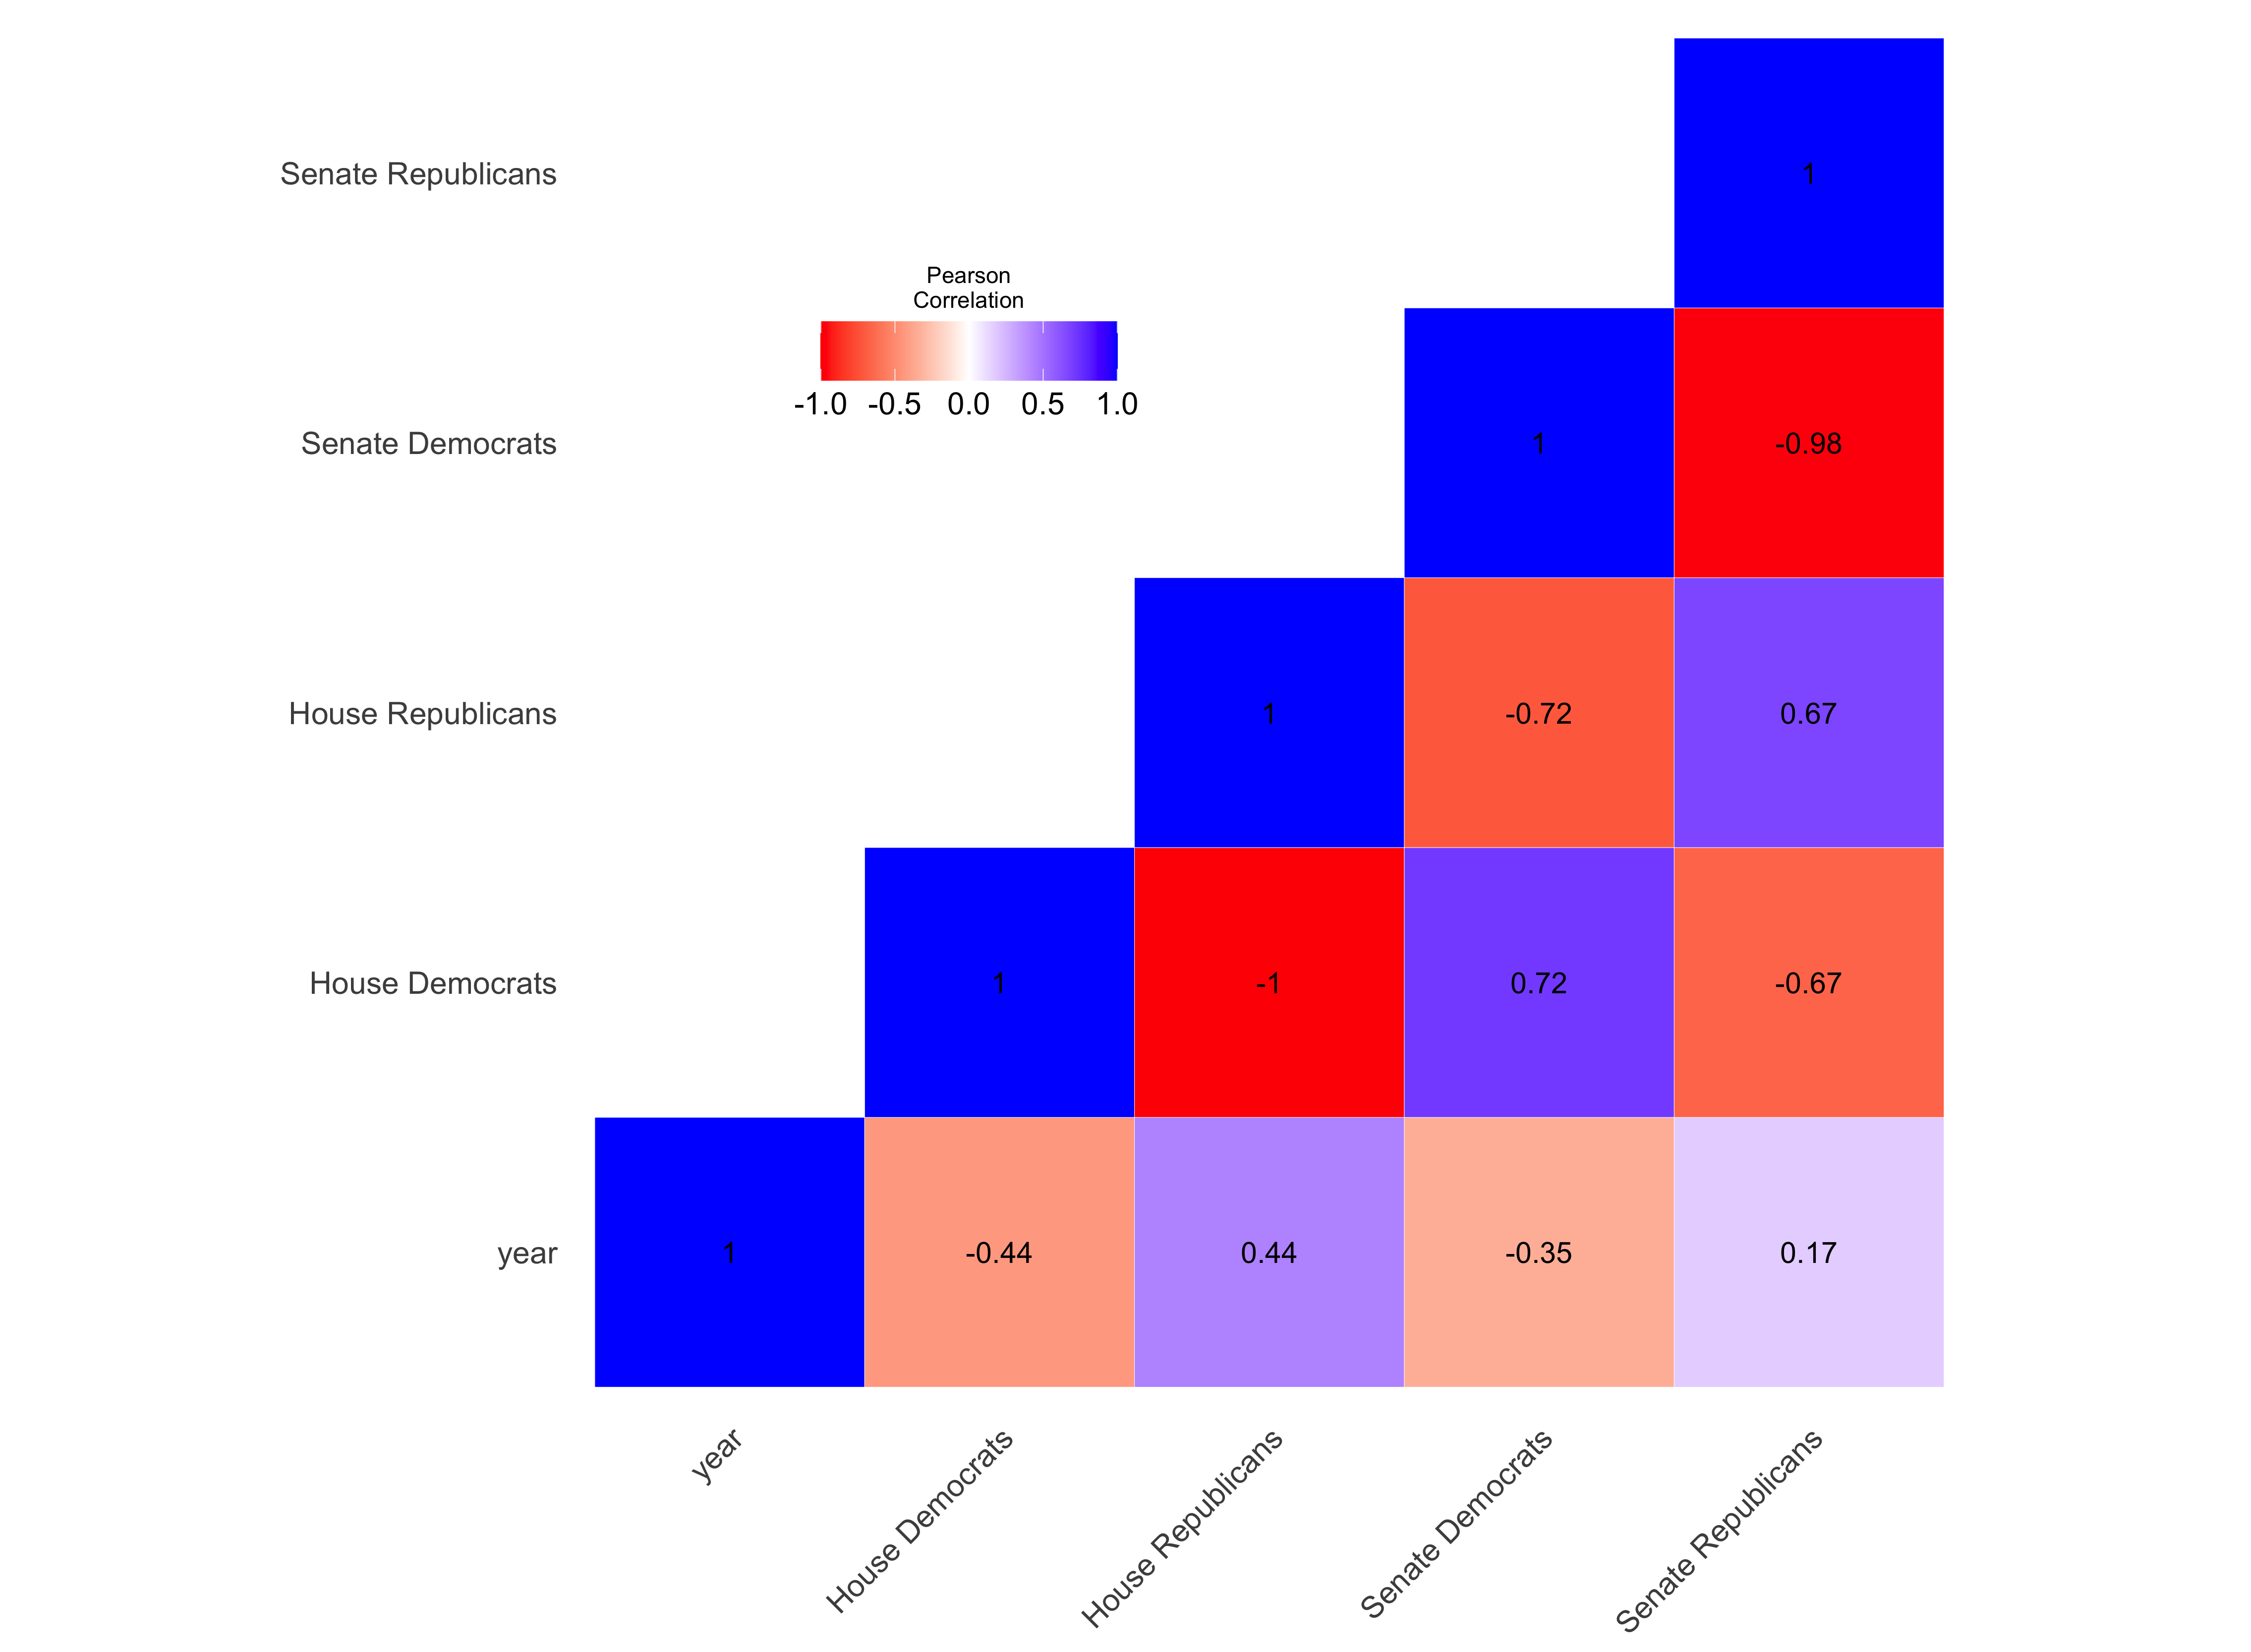 Senate Republicans
1
Pearson
Correlation
-1.0 -0.5 0.0 0.5 1.0
Senate Democrats
1 -0.98
House Republicans
1 -0.72 0.67
House Democrats
1 -1 0.72 -0.67
year
1 -0.44 0.44 -0.35 0.17
year
House Democrats
House Republicans
Senate Democrats
Senate Republicans